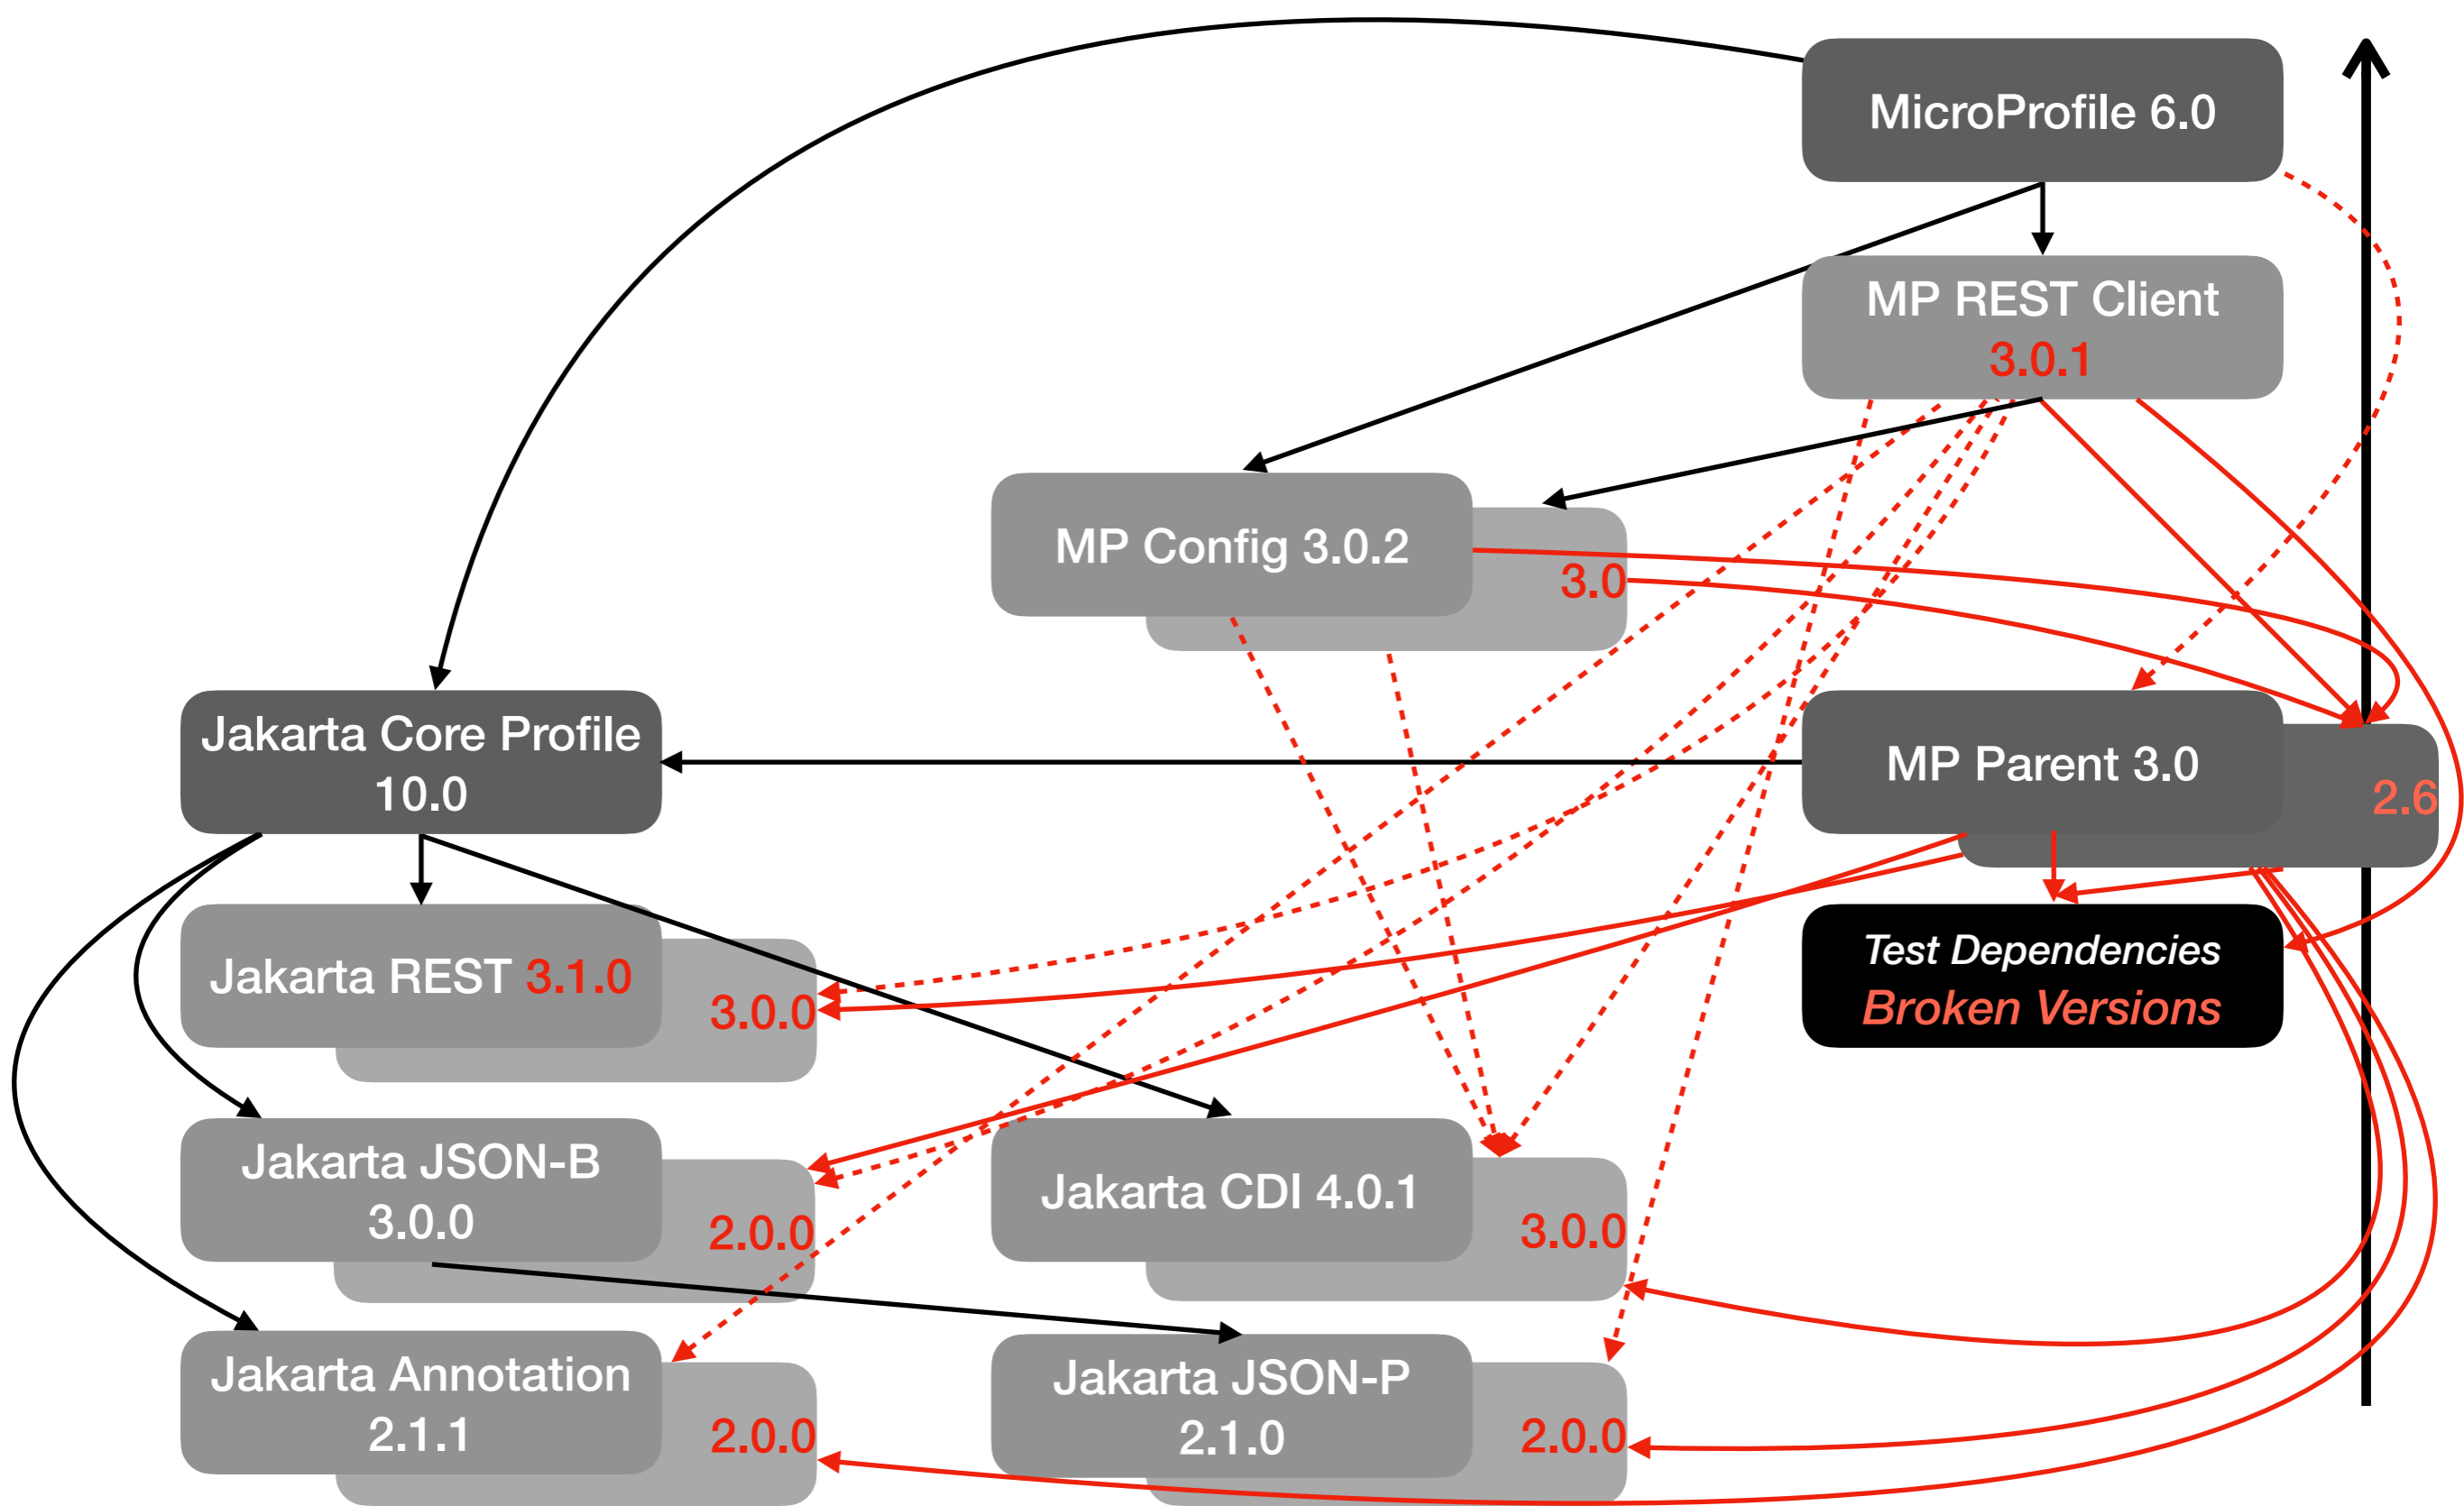 MicroProfile 6.0
MP REST Client
3.0.1
MP Config 3.0.2
3.0
Jakarta Core Profile
10.0
MP Parent 3.0
2.6
Jakarta REST 3.1.0
3.0.0
Test Dependencies
Broken Versions
Jakarta JSON-B
3.0.0
2.0.0
Jakarta CDI 4.0.1
3.0.0
Jakarta Annotation
2.1.1
2.0.0
Jakarta JSON-P
2.1.0
2.0.0